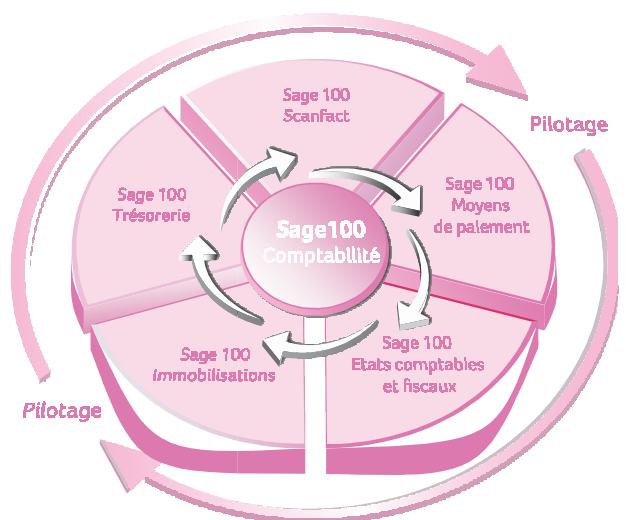 Sage 100
Scanfact
Pilotage
Sage 100
Moyens
de paiement
Sage 100
Trésorerie
Sage100
Comptabilité
Sage 100
Etats comptables
et fiscaux
Sage 100
Immobilisations
Pilotage